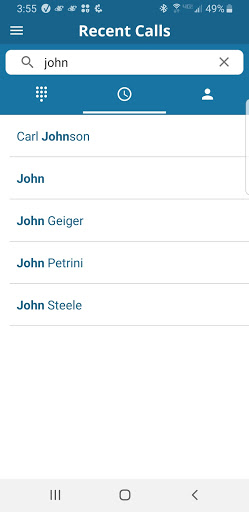 3:55 49%
Recent Calls
john
Carl Johnson
John
John Geiger
John Petrini
John Steele